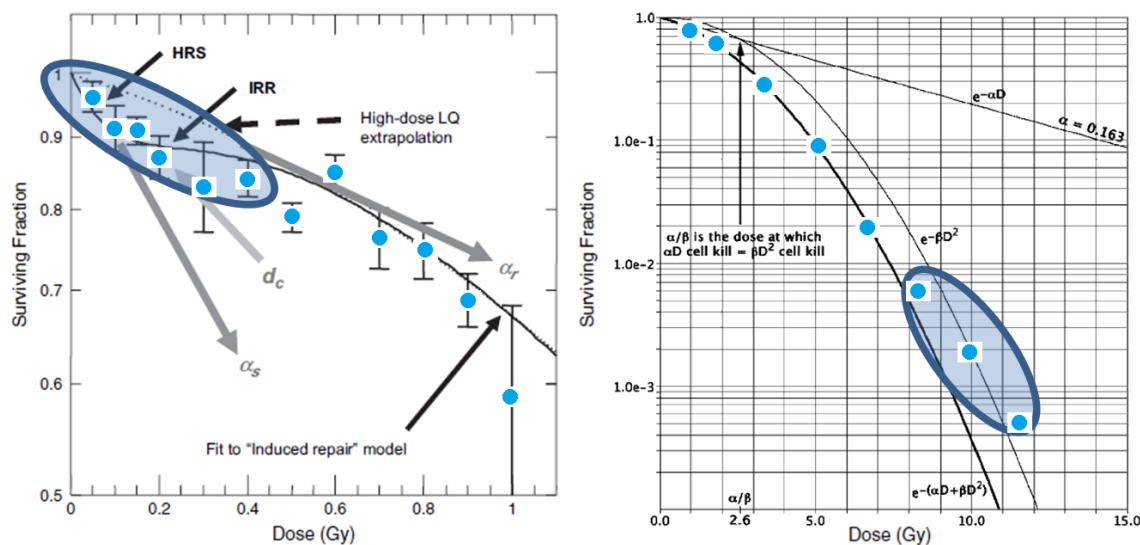 HRS
IRR
High-dose LQ
extrapolation
1
0.9
0.8
0.7
0.6
0.5
Surviving Fraction
αr
dc
αs
Fit to “Induced repair” model
0
0.2
0.4
0.6
0.8
1
Dose (Gy)
1.0
1.0e-1
1.0e-2
1.0e-3
Surviving Fraction
e-αD
α = 0.163
α/β is the dose at which
αD cell kill = βD2 cell kill
e-βD2
e-(αD+βD2)
α/β
0.0
2.6
5.0
10.0
15.0
Dose (Gy)